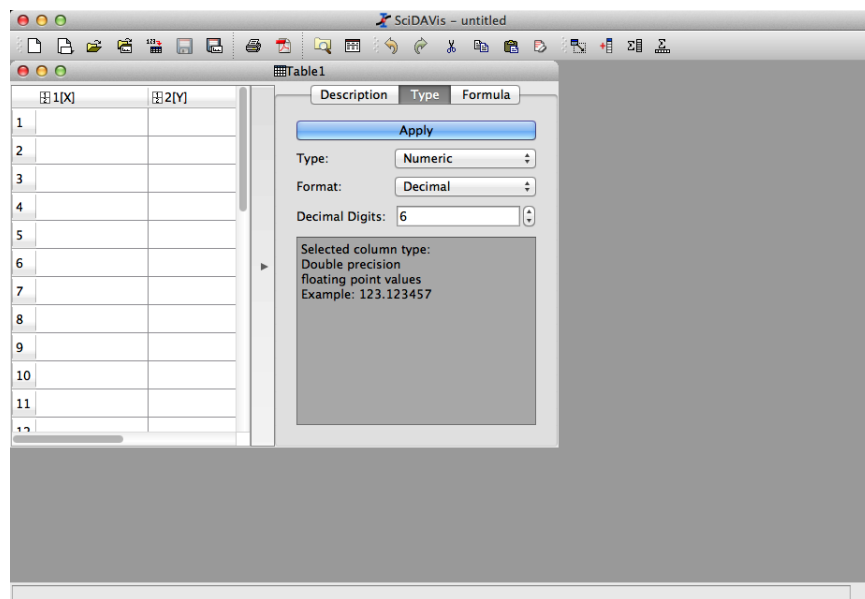 SciDAVis - untitled
Table1
1[X] 2[Y]
Description Type Formula
Apply
Type: Numeric
Format: Decimal
Decimal Digits: 6
Selected column type:
Double precision
floating point values
Example: 123.123457
1
2
3
4
5
6
7
8
9
10
11
12